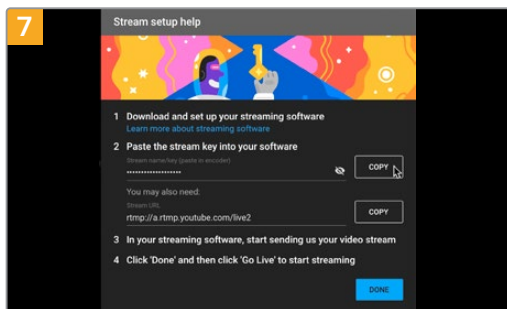 7
Stream setup help
1 Download and set up your streaming software
Learn more about streaming software
2 Paste the stream key into your software
Stream name/key (paste in encoder)
••••••••••••••••••••
COPY
You may also need:
Stream URL
rtmp://a.rtmp.youtube.com/live2
COPY
3 In your streaming software, start sending us your video stream
4 Click 'Done' and then click 'Go Live' to start streaming
DONE